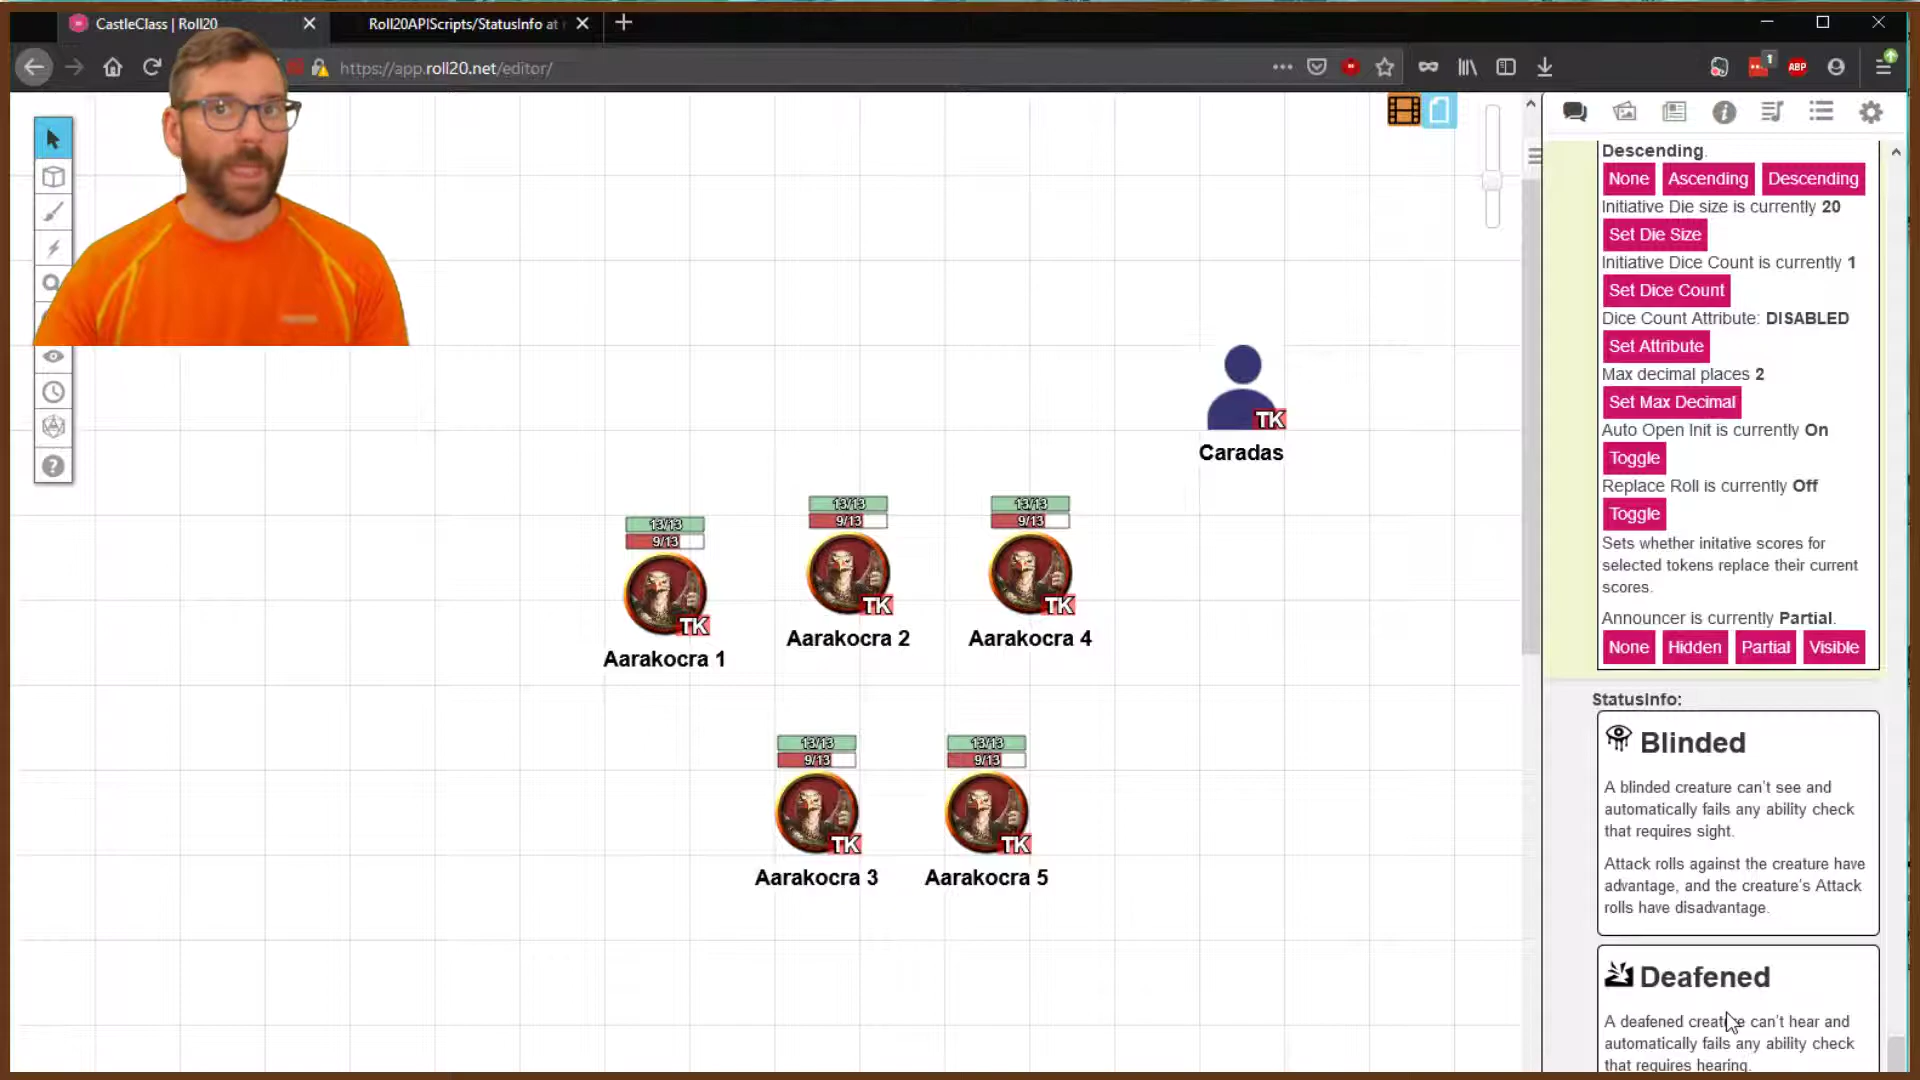 CastleClass | Roll20
Roll20APIScripts/StatusInfo at
https://app.roll20.net/editor/
1
ABP
Descending.
None Ascending Descending
Initiative Die size is currently 20
Set Die Size
Initiative Dice Count is currently 1
Set Dice Count
Dice Count Attribute: DISABLED
Set Attribute
Max decimal places 2
Set Max Decimal
Auto Open Init is currently On
Toggle
Replace Roll is currently Off
Toggle
Sets whether initative scores for
selected tokens replace their current
scores.
Announcer is currently Partial.
None Hidden Partial Visible
StatusInfo:
Blinded
A blinded creature can't see and
automatically fails any ability check
that requires sight.
Attack rolls against the creature have
advantage, and the creature's Attack
rolls have disadvantage.
Deafened
A deafened creature can't hear and
automatically fails any ability check
that requires hearing.
TK
Caradas
13/13
9/13
TK
Aarakocra 1
13/13
9/13
TK
Aarakocra 2
13/13
9/13
TK
Aarakocra 4
13/13
9/13
TK
Aarakocra 3
13/13
9/13
TK
Aarakocra 5